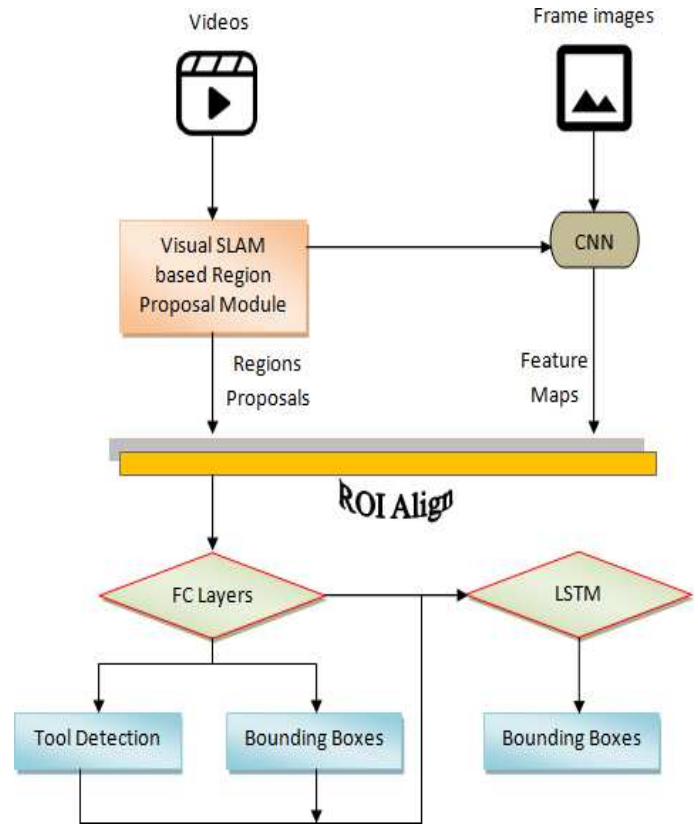 Videos
Frame images
Visual SLAM
based Region
Proposal Module
CNN
Regions
Proposals
Feature
Maps
ROI Align
FC Layers
LSTM
Tool Detection
Bounding Boxes
Bounding Boxes